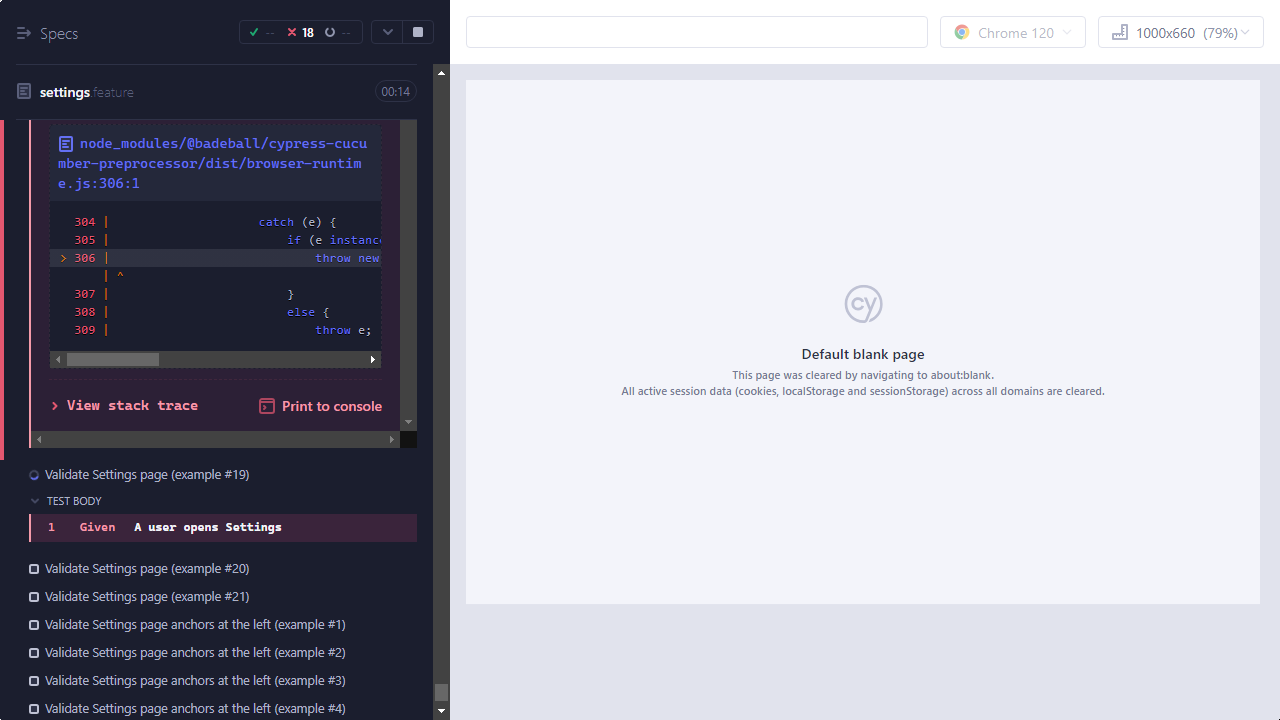 Specs
-- 18 --
Chrome 120
1000x660 (79%)
settings.feature
00:14
node_modules/@badeball/cypress-cucu
mber-preprocessor/dist/browser-runtim
e.js:306:1
304 | catch (e) {
305 | if (e instanc
> 306 | throw new
| ^
307 | }
308 | else {
309 | throw e;
View stack trace
Print to console
Validate Settings page (example #19)
TEST BODY
1 Given A user opens Settings
Validate Settings page (example #20)
Validate Settings page (example #21)
Validate Settings page anchors at the left (example #1)
Validate Settings page anchors at the left (example #2)
Validate Settings page anchors at the left (example #3)
Validate Settings page anchors at the left (example #4)
cy
Default blank page
This page was cleared by navigating to about:blank.
All active session data (cookies, localStorage and sessionStorage) across all domains are cleared.